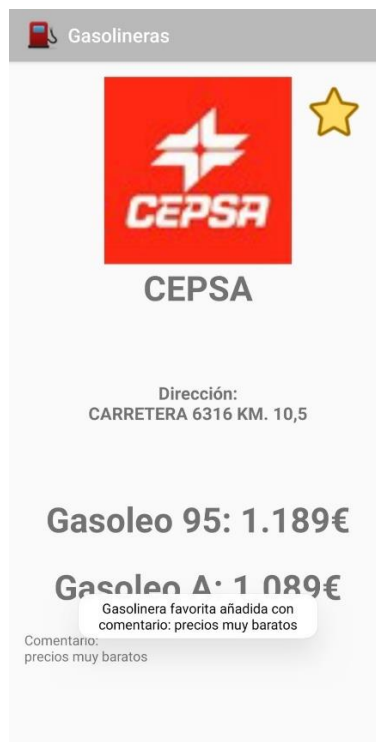 Gasolineras
CEPSA
CEPSA
Dirección:
CARRETERA 6316 KM. 10,5
Gasoleo 95: 1.189€
Gasoleo A: 1.089€
Gasolinera favorita añadida con
comentario: precios muy baratos
Comentario:
precios muy baratos